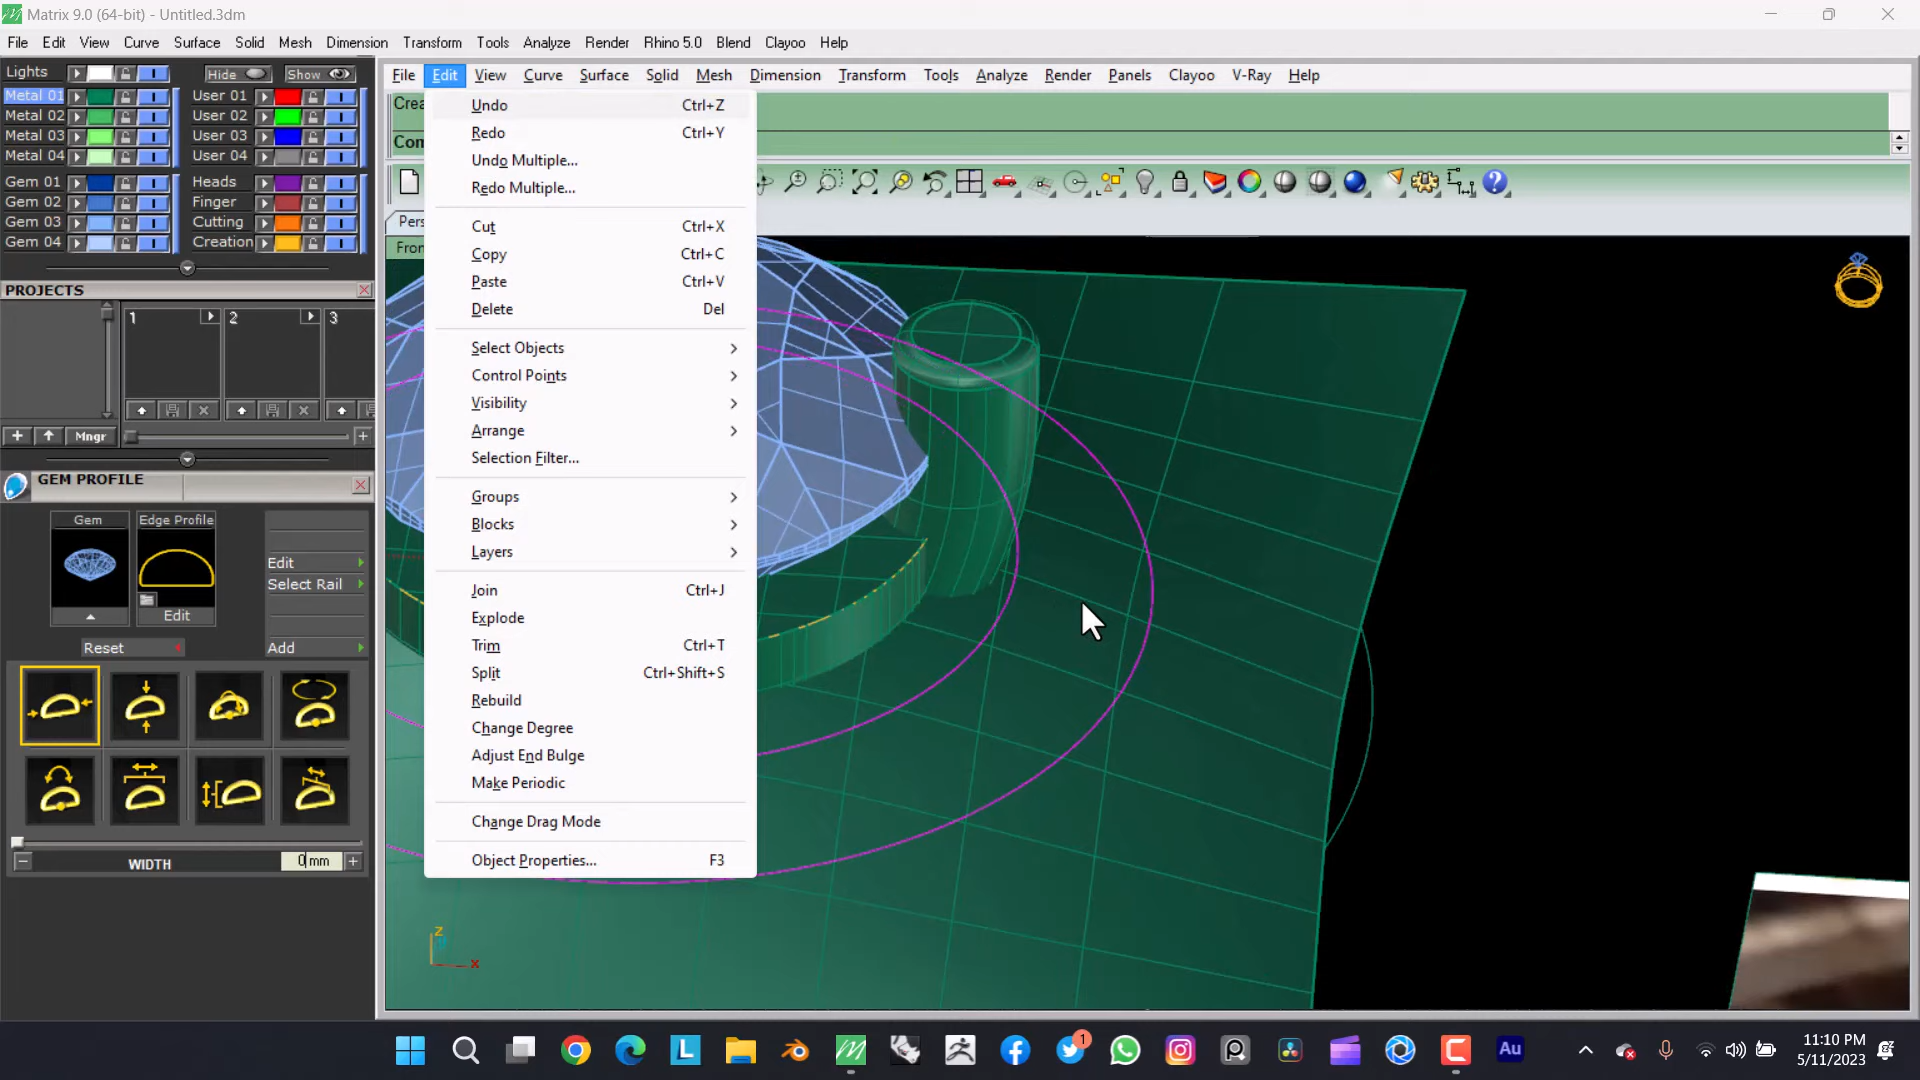 Matrix 9.0 (64-bit) - Untitled.3dm
File Edit View Curve Surface Solid Mesh Dimension Transform Tools Analyze Render Rhino 5.0 Blend Clayoo Help
Lights Hide Show
Metal 01 User 01
Metal 02 User 02
Metal 03 User 03
Metal 04 User 04
Gem 01 Heads
Gem 02 Finger
Gem 03 Cutting
Gem 04 Creation
PROJECTS
1 2 3
Mngr
GEM PROFILE
Gem Edge Profile
Edit
Select Rail
Edit
Reset Add
WIDTH 0 mm
File Edit View Curve Surface Solid Mesh Dimension Transform Tools Analyze Render Panels Clayoo V-Ray Help
Crea
Com
Pers
Fron
Undo Ctrl+Z
Redo Ctrl+Y
Undo Multiple...
Redo Multiple...
Cut Ctrl+X
Copy Ctrl+C
Paste Ctrl+V
Delete Del
Select Objects
Control Points
Visibility
Arrange
Selection Filter...
Groups
Blocks
Layers
Join Ctrl+J
Explode
Trim Ctrl+T
Split Ctrl+Shift+S
Rebuild
Change Degree
Adjust End Bulge
Make Periodic
Change Drag Mode
Object Properties... F3
z
x
L
1
Au
11:10 PM
5/11/2023